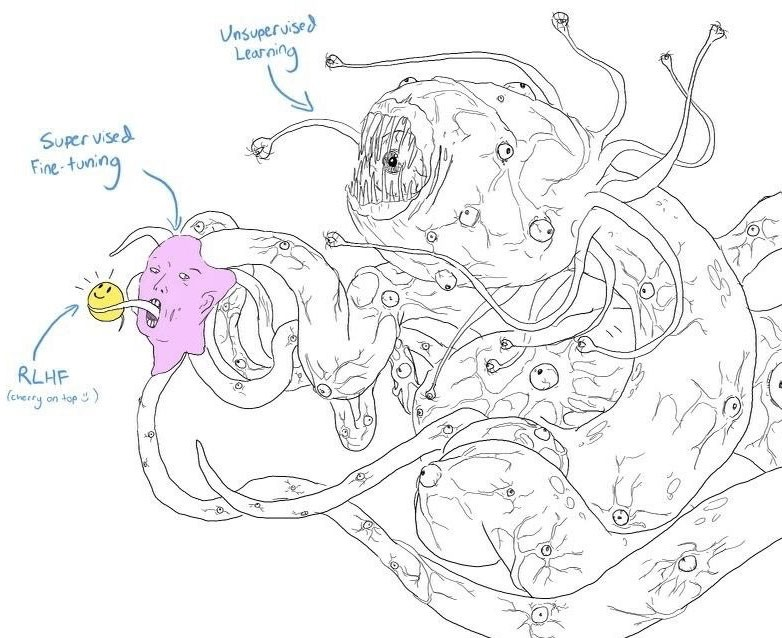 Unsupervised
Learning
Supervised
Fine-tuning
RLHF
(cherry on top :))